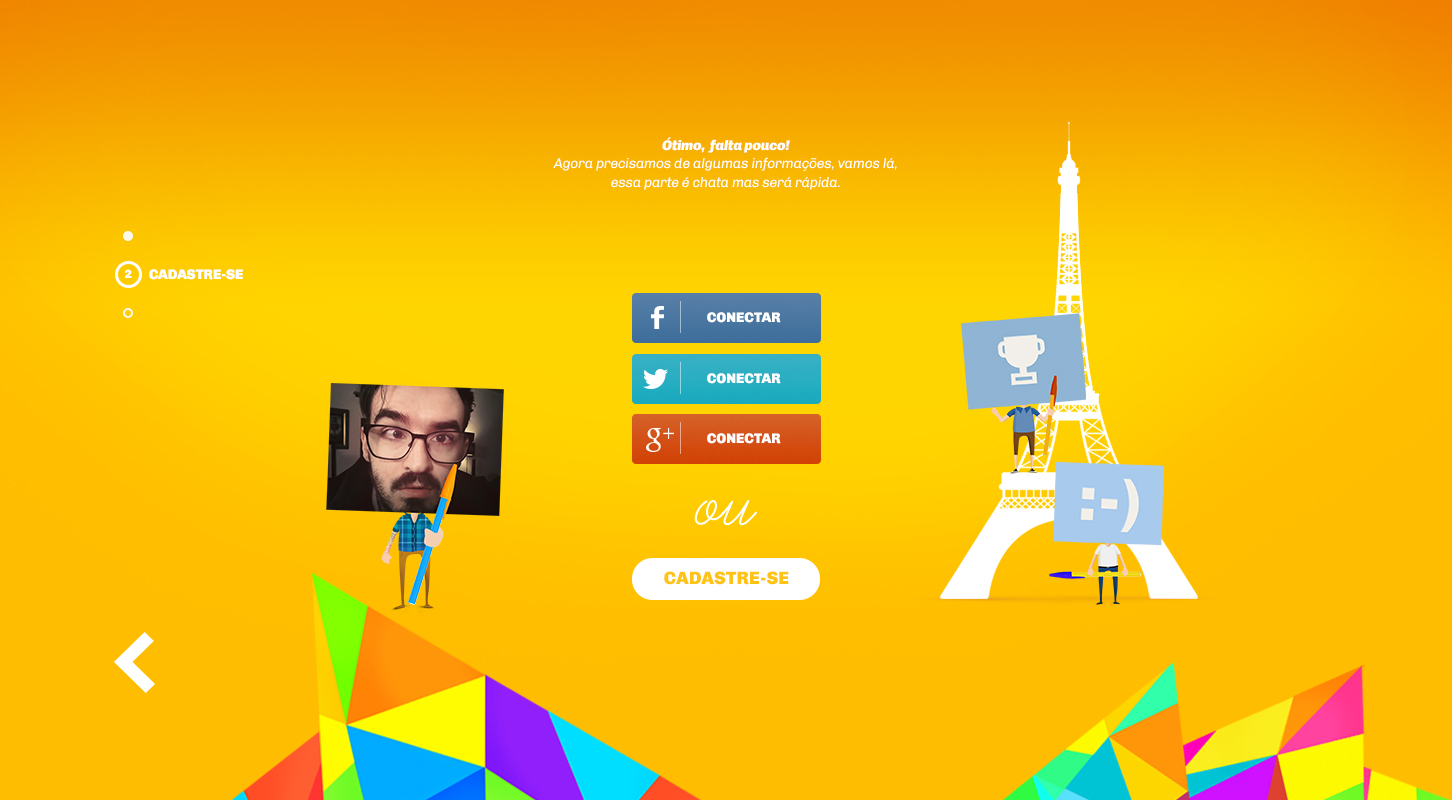 Ótimo, falta pouco!
Agora precisamos de algumas informações, vamos lá,
essa parte é chata mas será rápida.
2 CADASTRE-SE
f CONECTAR
CONECTAR
g+ CONECTAR
ou
CADASTRE-SE
:-)